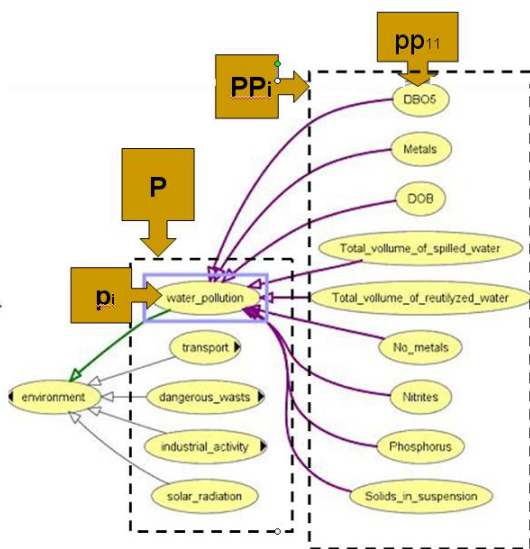 pp11
PPi
DBO5
Metals
P
DOB
Total_volume_of_spilled_water
pi
water_pollution
Total_volume_of_reutilyzed_water
transport
No_metals
environment
dangerous_wasts
Nitrites
industrial_activity
Phosphorus
solar_radiation
Solids_in_suspension